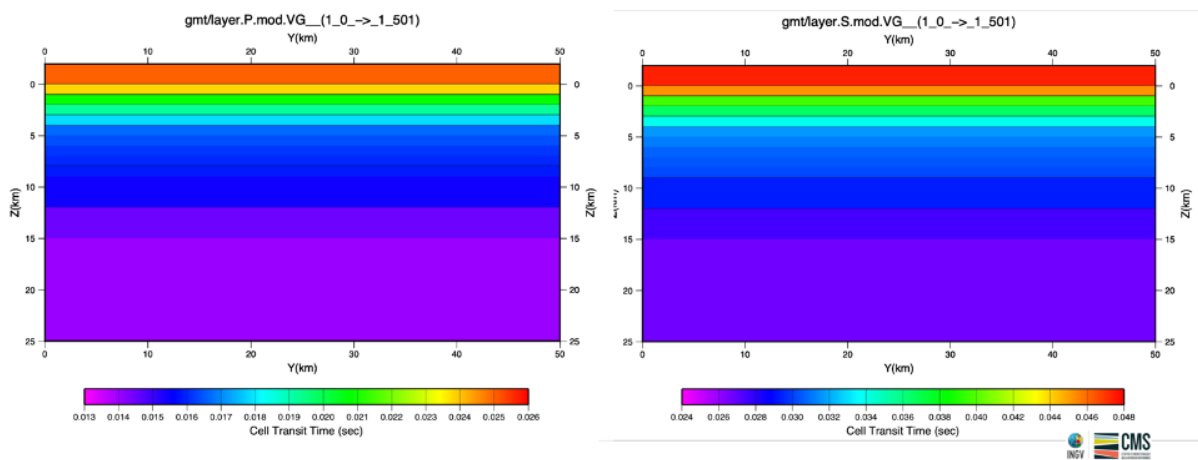 gmt/layer.P.mod.VG__(1_0_->_1_501)
Y(km)
0 10 20 30 40 50
0 0
5 5
10 10
Z(km) Z(km)
15 15
20 20
25 25
0 10 20 30 40 50
Y(km)
0.013 0.014 0.015 0.016 0.017 0.018 0.019 0.020 0.021 0.022 0.023 0.024 0.025 0.026
Cell Transit Time (sec)
gmt/layer.S.mod.VG__(1_0_->_1_501)
Y(km)
0 10 20 30 40 50
0 0
5 5
10 10
Z(km)
15 15
20 20
25 25
0 10 20 30 40 50
Y(km)
0.024 0.026 0.028 0.030 0.032 0.034 0.036 0.038 0.040 0.042 0.044 0.046 0.048
Cell Transit Time (sec)
INGV
CMS